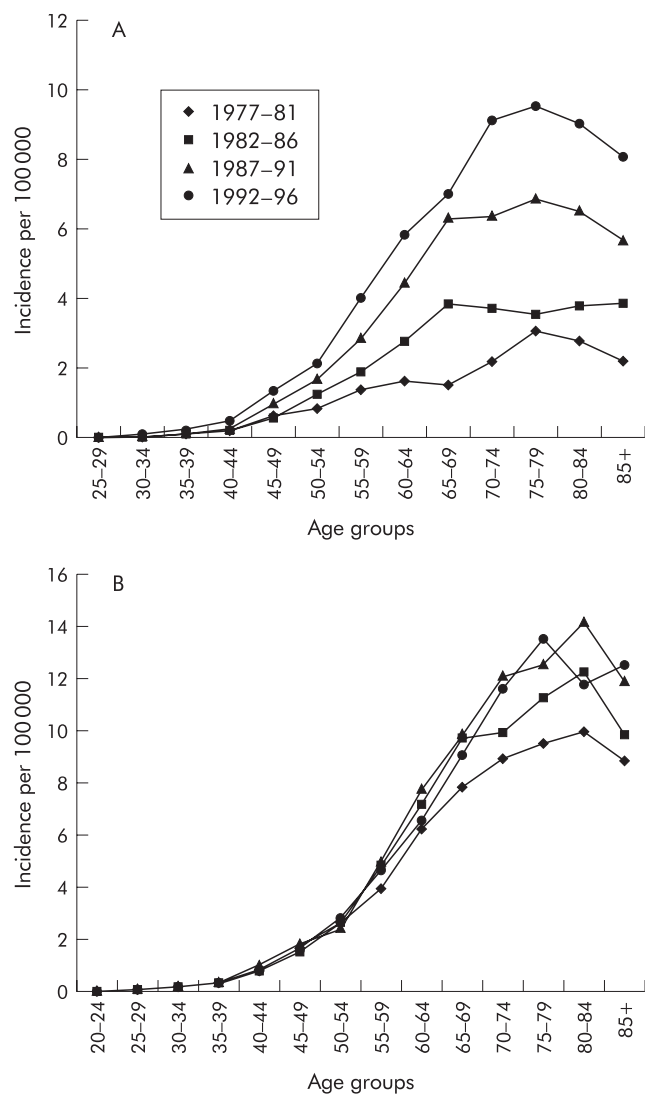 A
12
10
8
6
4
2
0
Incidence per 100 000
1977–81
1982–86
1987–91
1992–96
25–29 30–34 35–39 40–44 45–49 50–54 55–59 60–64 65–69 70–74 75–79 80–84 85+
Age groups
B
16
14
12
10
8
6
4
2
0
Incidence per 100 000
20–24 25–29 30–34 35–39 40–44 45–49 50–54 55–59 60–64 65–69 70–74 75–79 80–84 85+
Age groups